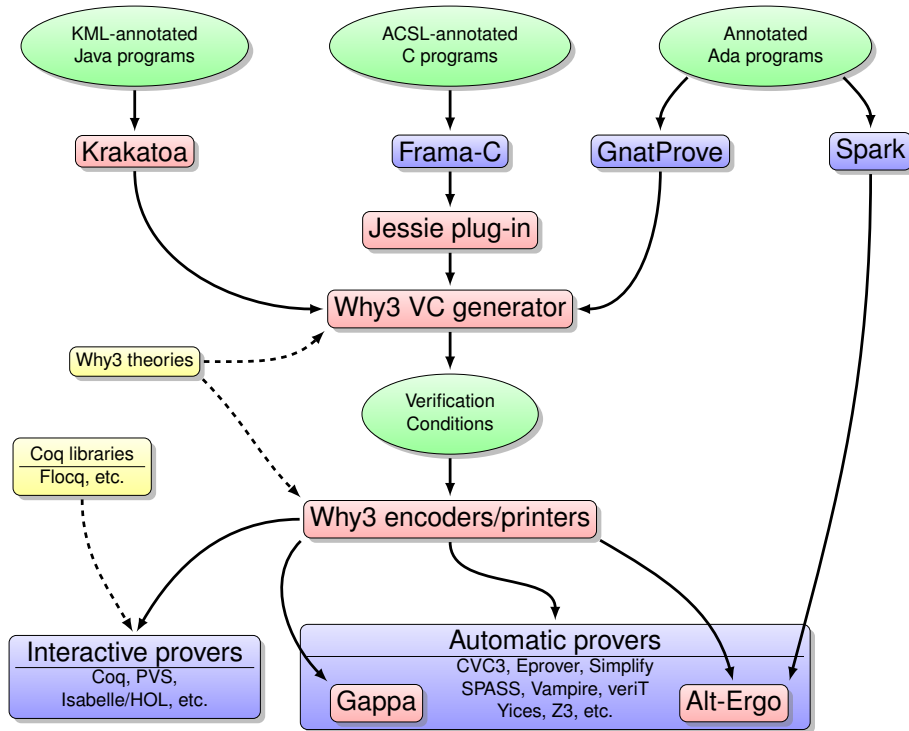 KML-annotated
Java programs
ACSL-annotated
C programs
Annotated
Ada programs
Krakatoa
Frama-C
GnatProve
Spark
Jessie plug-in
Why3 VC generator
Why3 theories
Verification
Conditions
Coq libraries
Flocq, etc.
Why3 encoders/printers
Interactive provers
Coq, PVS,
Isabelle/HOL, etc.
Automatic provers
CVC3, Eprover, Simplify
SPASS, Vampire, veriT
Yices, Z3, etc.
Gappa
Alt-Ergo